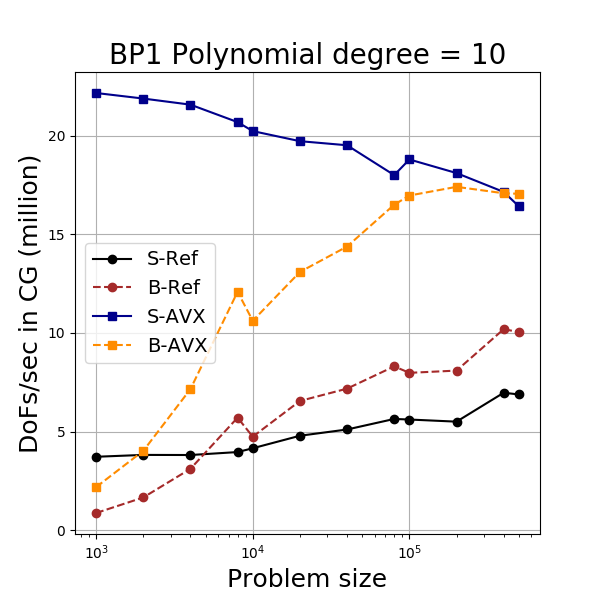 BP1 Polynomial degree = 10
DoFs/sec in CG (million)
20
15
10
5
0
S-Ref
B-Ref
S-AVX
B-AVX
10³
10⁴
10⁵
Problem size